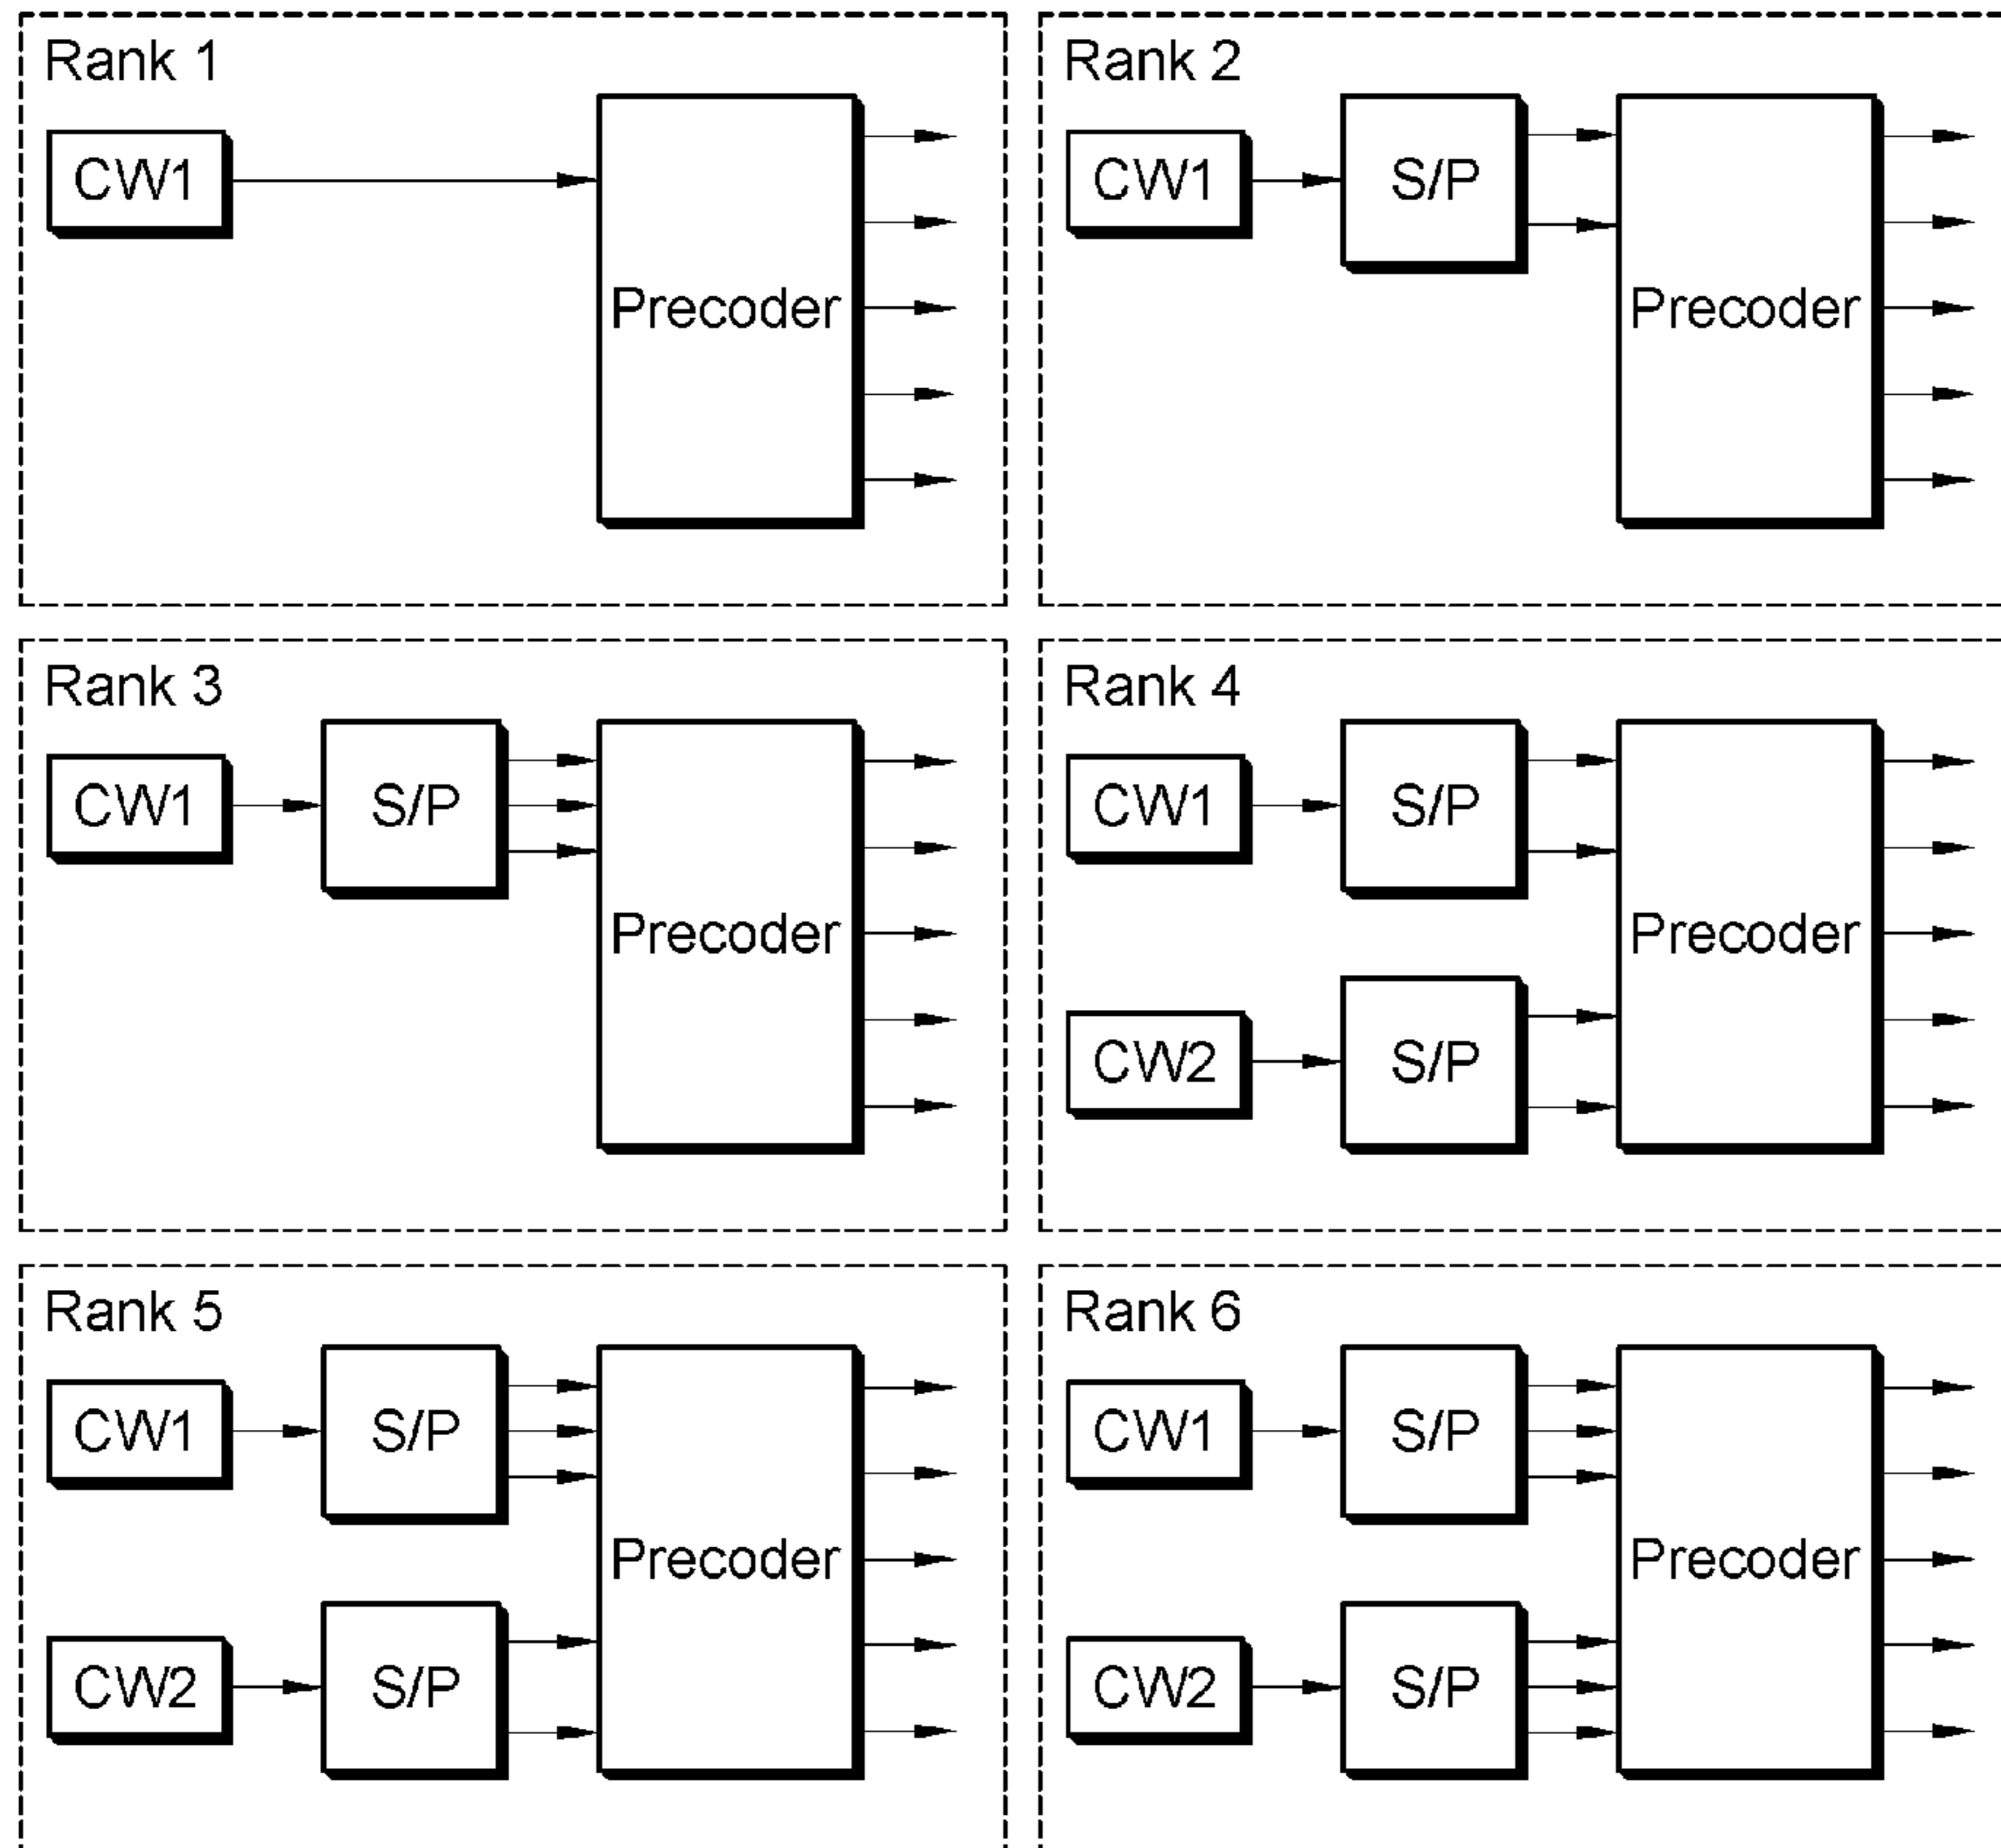 Rank 1
CW1
Precoder
Rank 2
CW1
S/P
Precoder
Rank 3
CW1
S/P
Precoder
Rank 4
CW1
S/P
Precoder
CW2
S/P
Rank 5
CW1
S/P
Precoder
CW2
S/P
Rank 6
CW1
S/P
Precoder
CW2
S/P